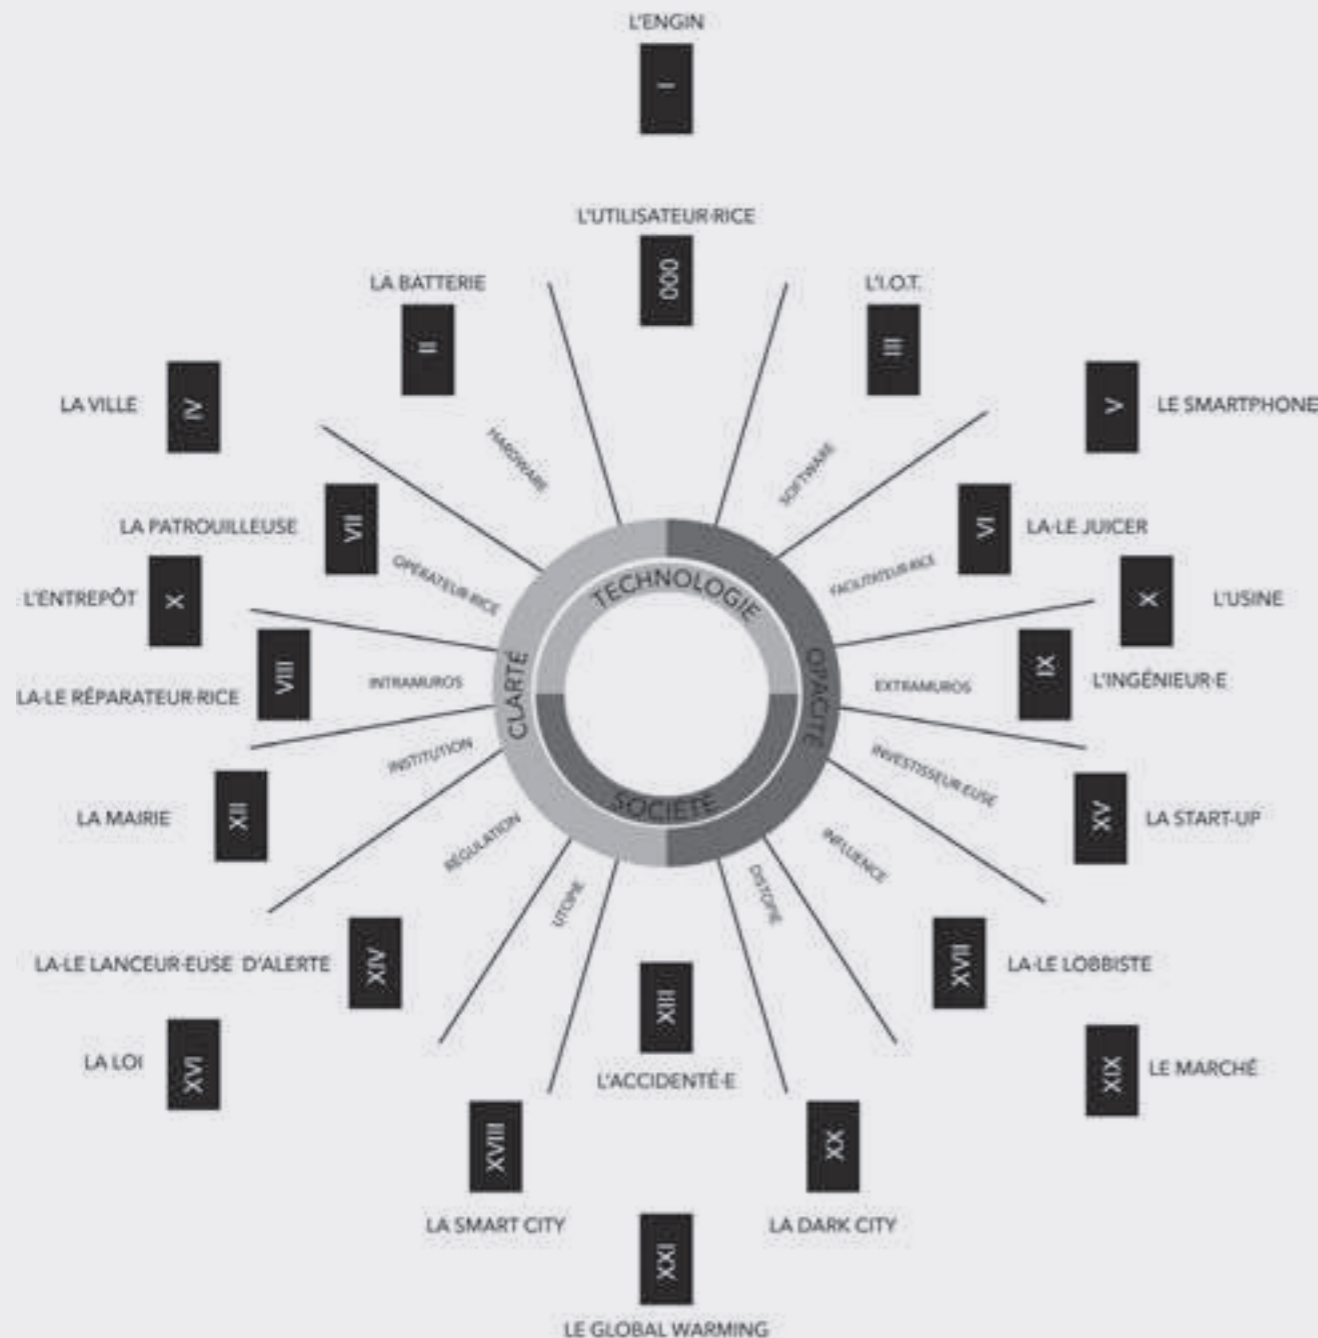 L'ENGIN
I
L'UTILISATEUR·RICE
000
LA BATTERIE
II
L'I.O.T.
III
LA VILLE
IV
V
LE SMARTPHONE
HARDWARE
SOFTWARE
LA PATROUILLEUSE
VII
VI
LA·LE JUICER
OPÉRATEUR·RICE
FACILITATEUR·RICE
L'ENTREPÔT
X
X
L'USINE
TECHNOLOGIE
CLARTÉ
OPACITÉ
SOCIÉTÉ
LA·LE RÉPARATEUR·RICE
VIII
INTRAMUROS
EXTRAMUROS
IX
L'INGÉNIEUR·E
INSTITUTION
INVESTISSEUR·EUSE
LA MAIRIE
XII
XV
LA START-UP
RÉGULATION
INFLUENCE
UTOPIE
DISTOPIE
LA·LE LANCEUR·EUSE D'ALERTE
XIV
XIII
L'ACCIDENTÉ·E
XVII
LA·LE LOBBISTE
LA LOI
XVI
XIX
LE MARCHÉ
XVIII
LA SMART CITY
XX
LA DARK CITY
XXI
LE GLOBAL WARMING